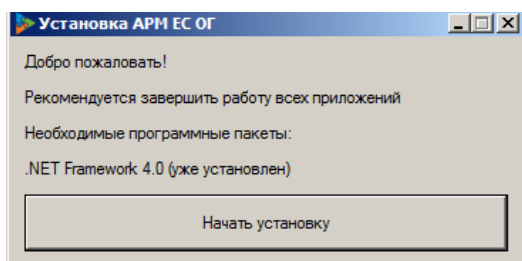 Установка АРМ ЕС ОГ
Добро пожаловать!
Рекомендуется завершить работу всех приложений
Необходимые программные пакеты:
.NET Framework 4.0 (уже установлен)
Начать установку